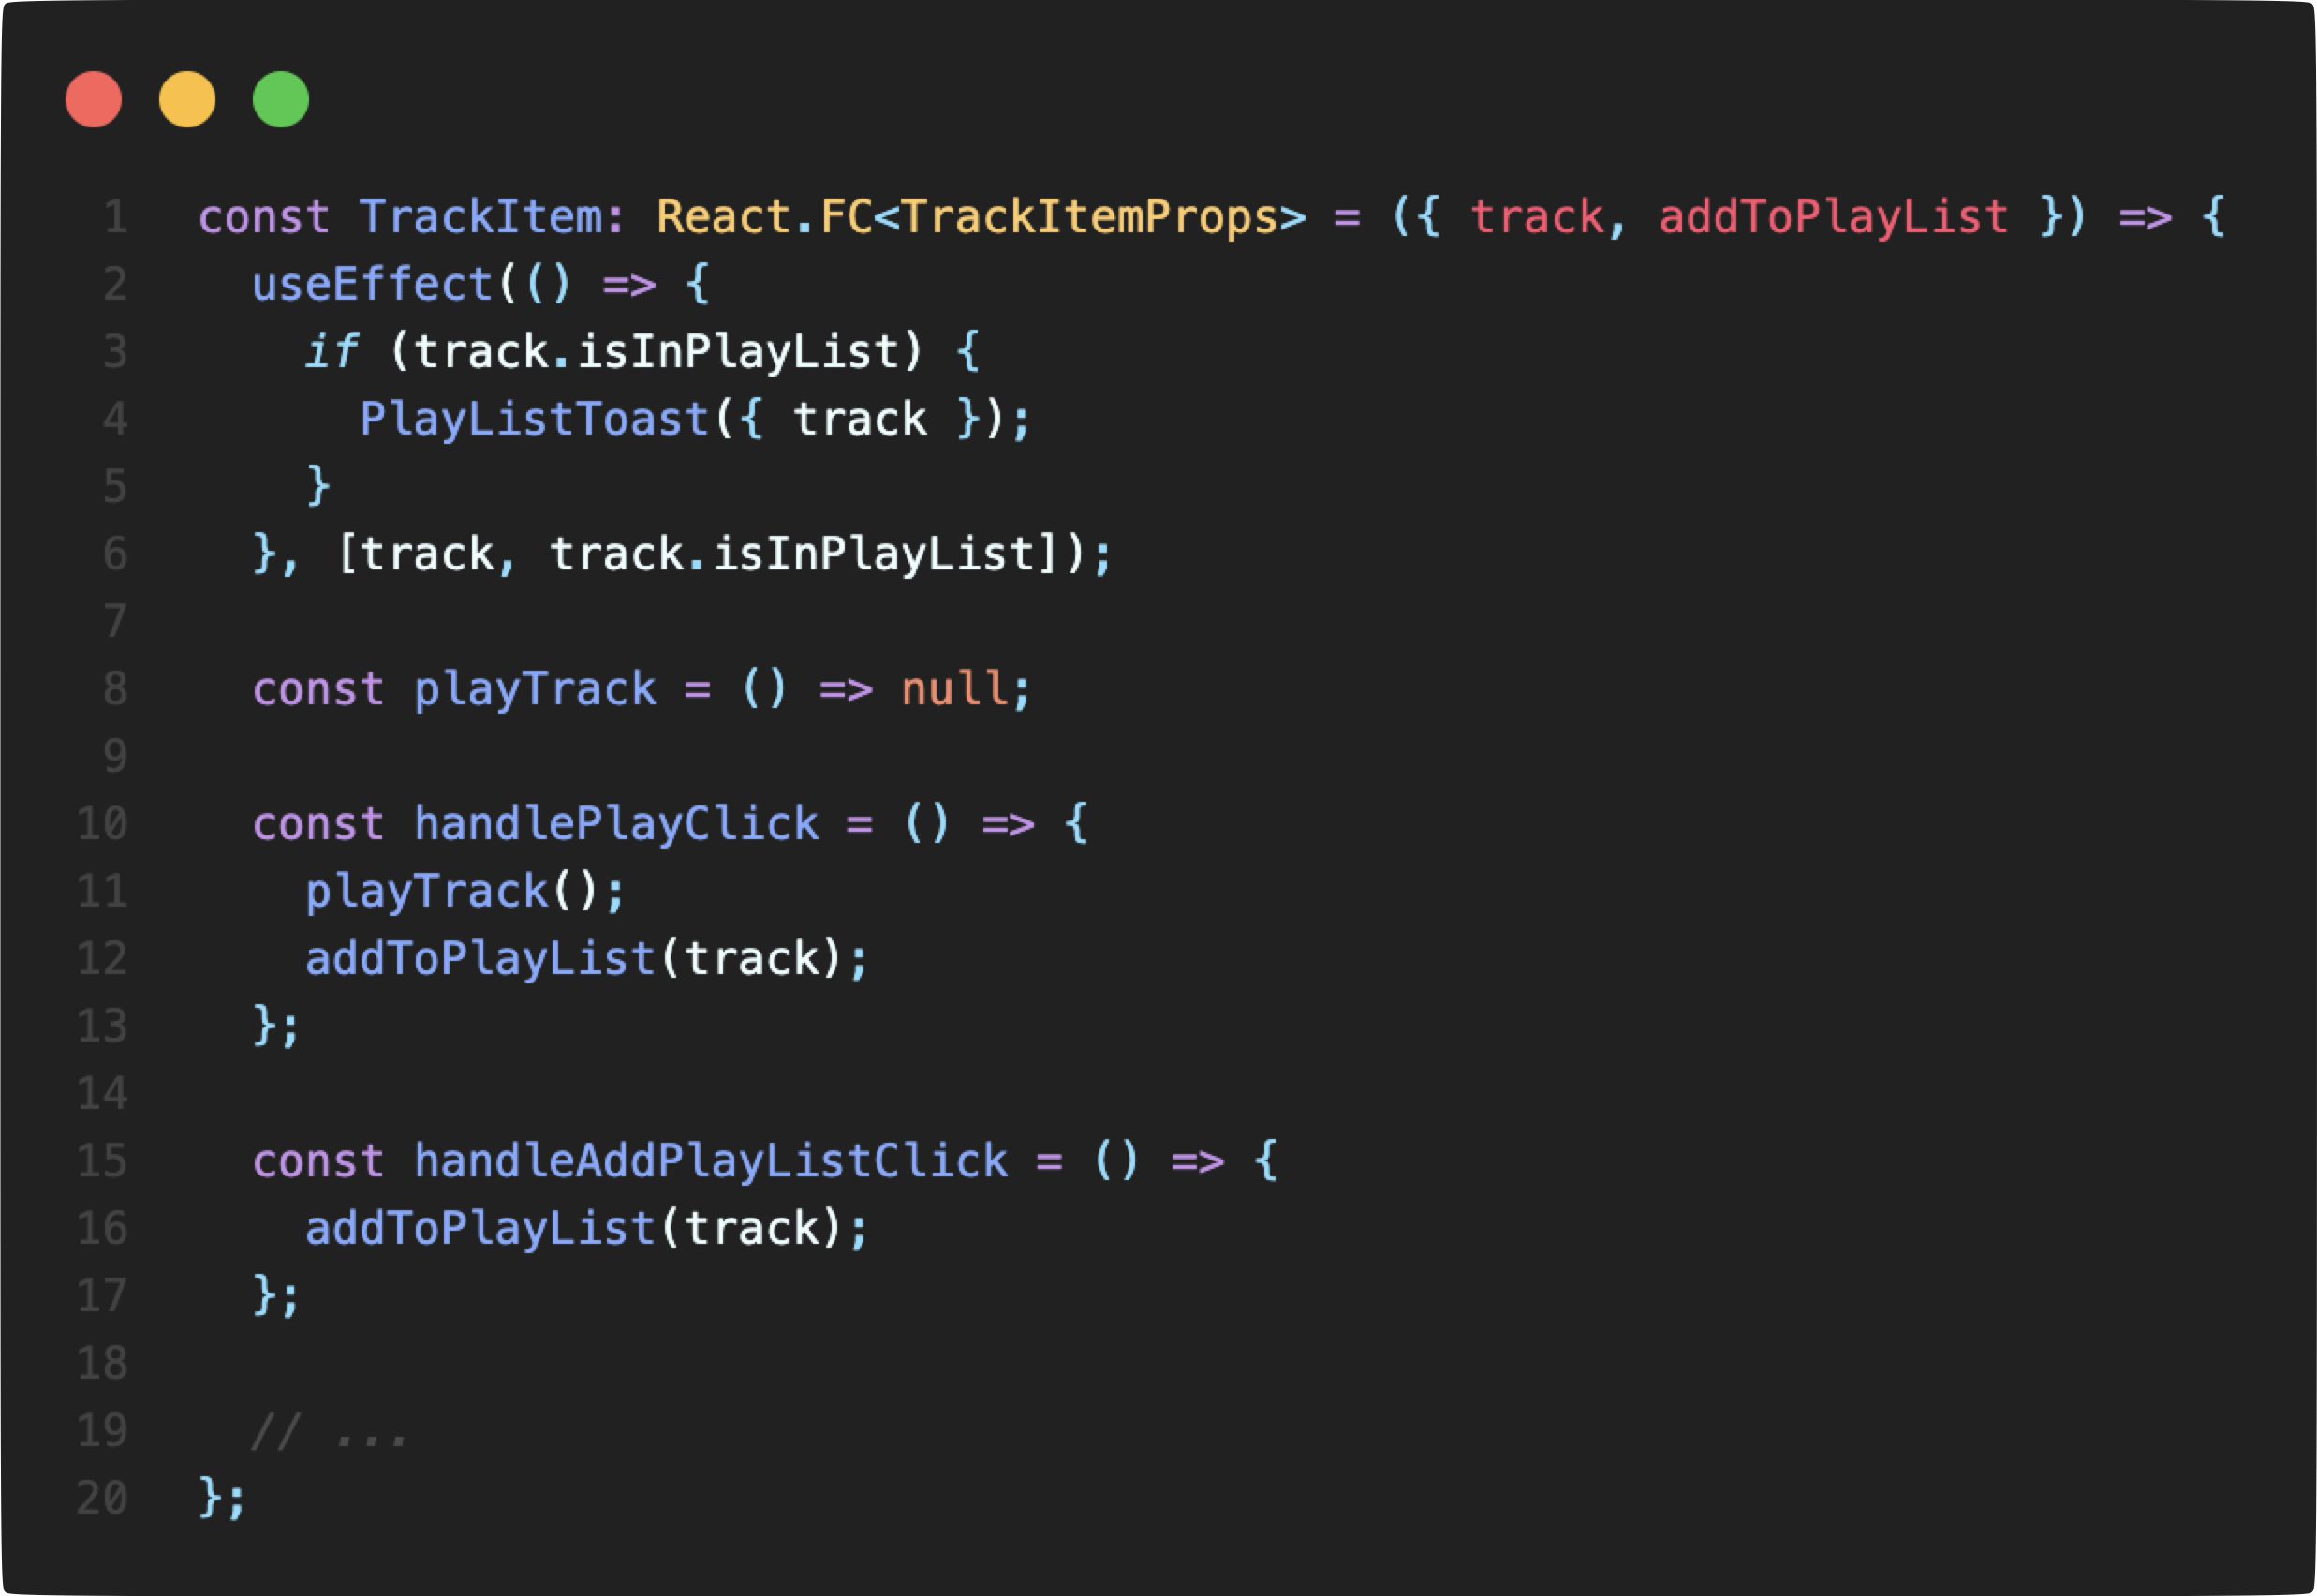 1 const TrackItem: React.FC<TrackItemProps> = ({ track, addToPlayList }) => {
2   useEffect(() => {
3     if (track.isInPlayList) {
4       PlayListToast({ track });
5     }
6   }, [track, track.isInPlayList]);
7
8   const playTrack = () => null;
9
10   const handlePlayClick = () => {
11     playTrack();
12     addToPlayList(track);
13   };
14
15   const handleAddPlayListClick = () => {
16     addToPlayList(track);
17   };
18
19   // ...
20 };